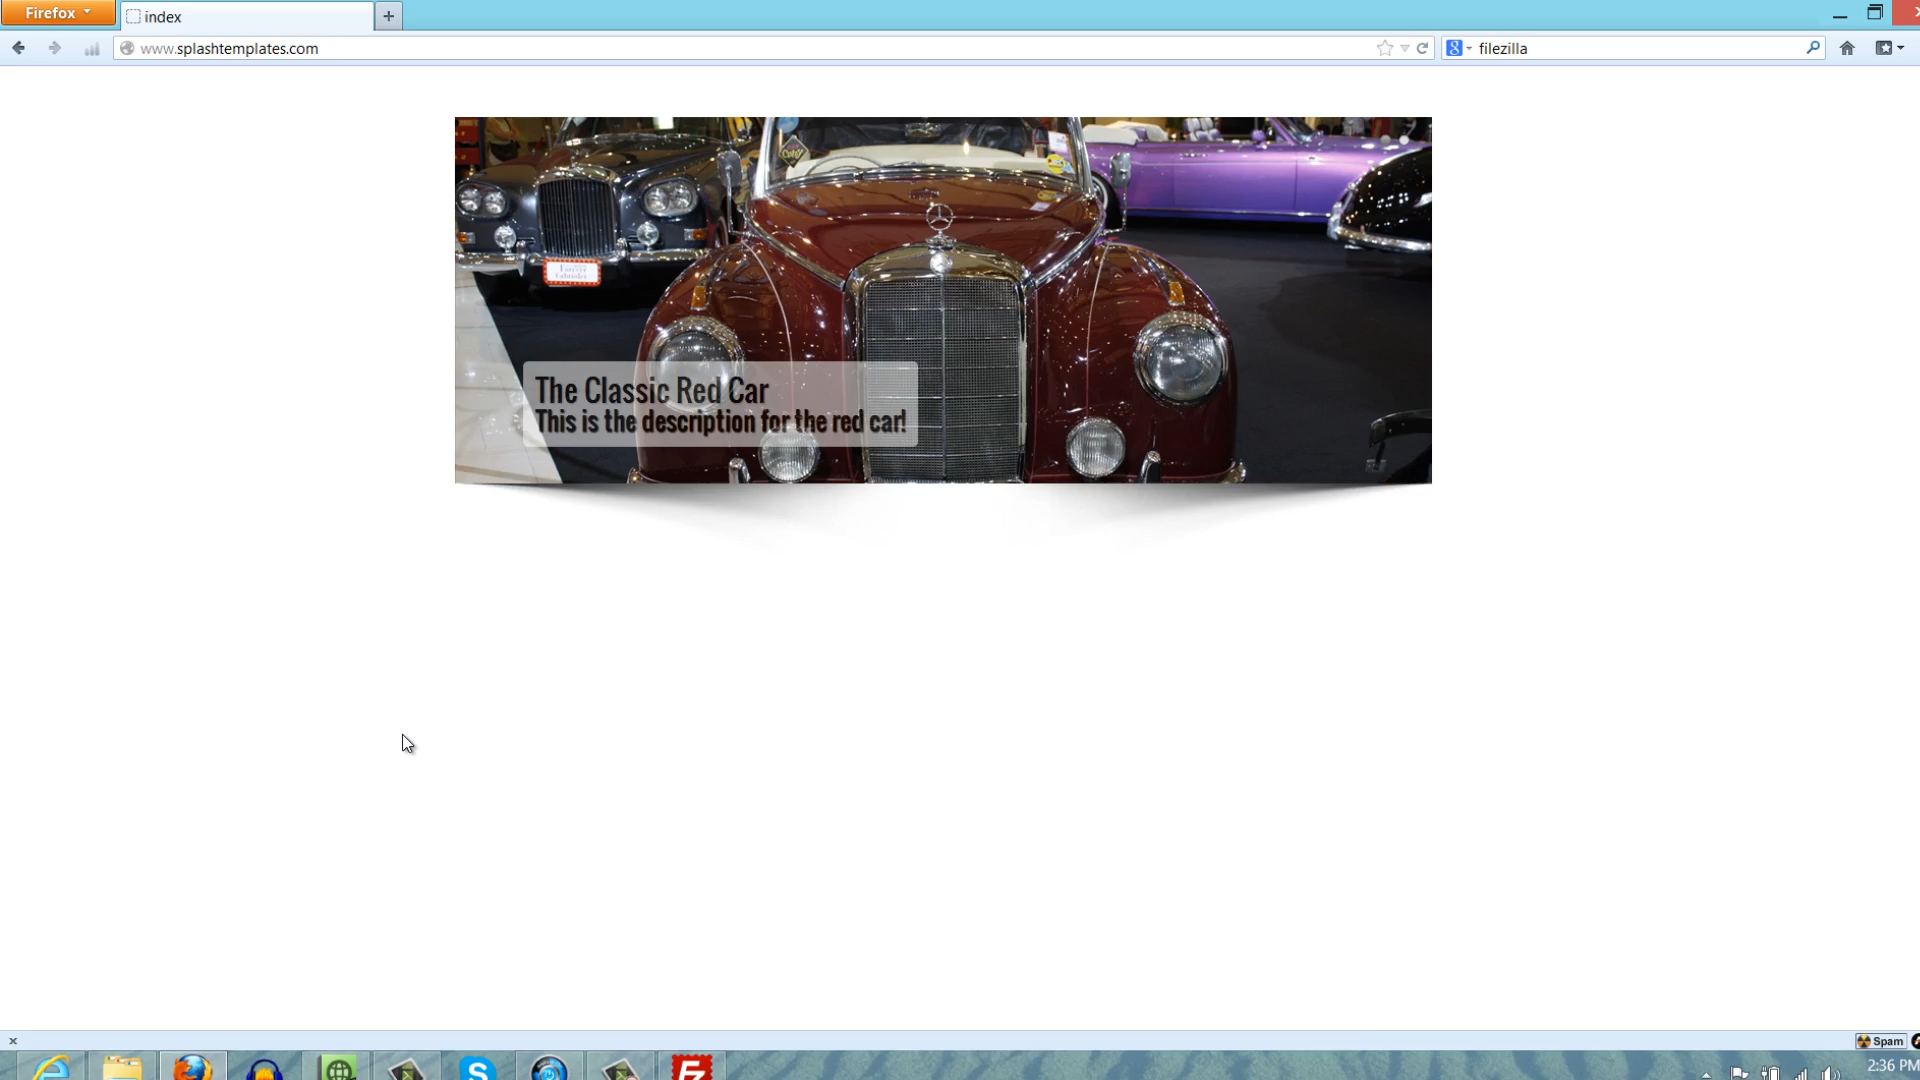 Firefox
index
www.splashtemplates.com
8
filezilla
The Classic Red Car
This is the description for the red car!
Spam
2:36 PM